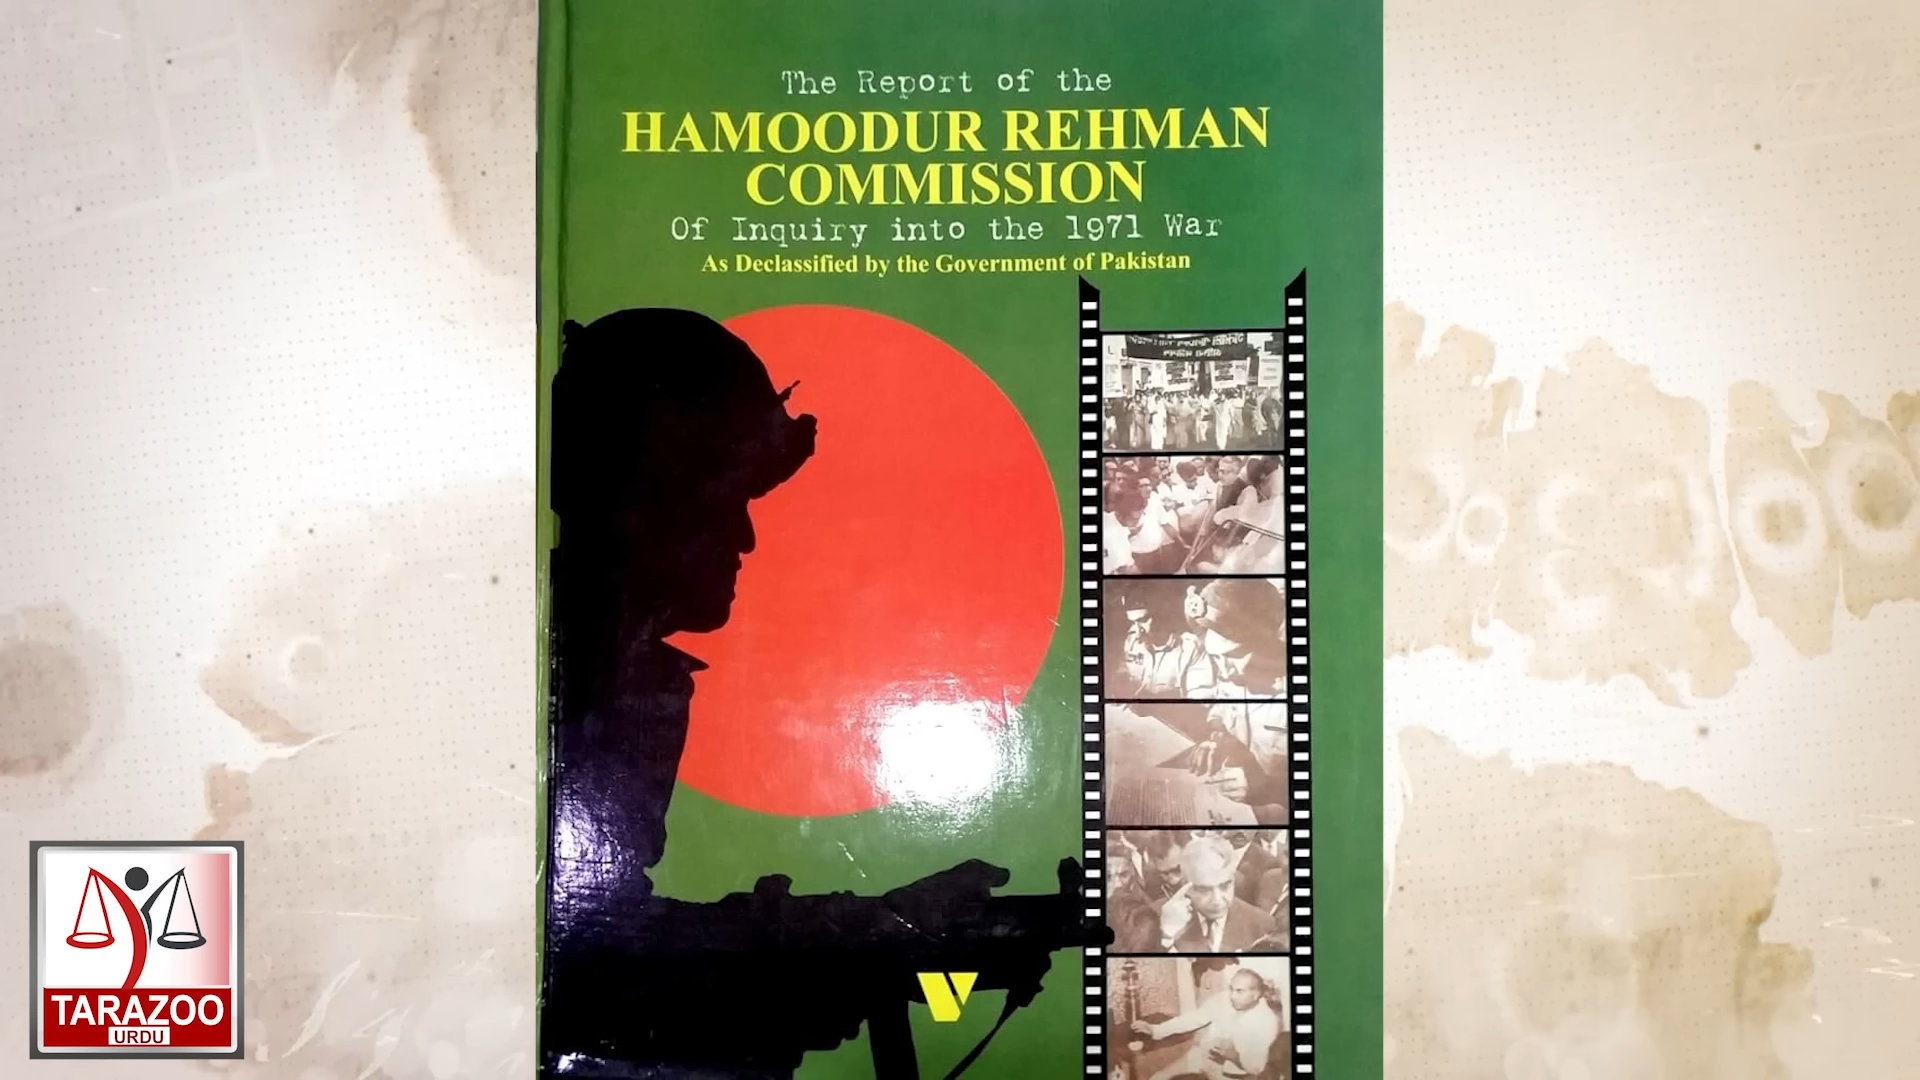 The Report of the
HAMOODUR REHMAN
COMMISSION
Of Inquiry into the 1971 War
As Declassified by the Government of Pakistan
V
TARAZOO
URDU